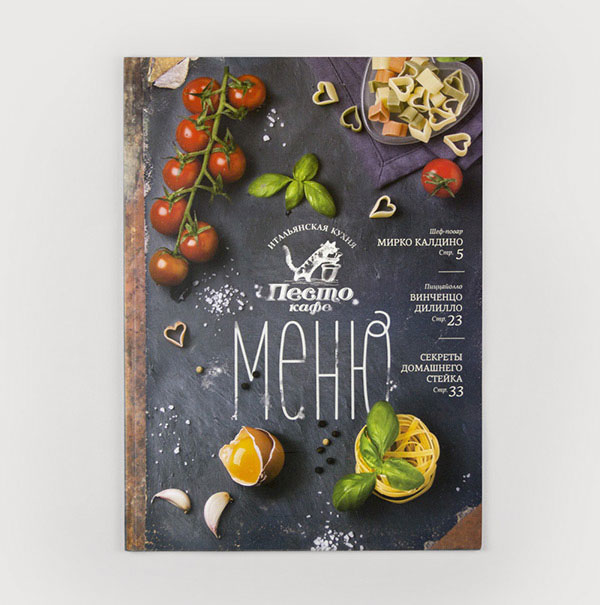 ИТАЛЬЯНСКАЯ КУХНЯ
Песто
кафе
меню
Шеф-повар
МИРКО КАЛДИНО
Стр. 5
Пиццайолло
ВИНЧЕНЦО
ДИЛИЛЛО
Стр. 23
СЕКРЕТЫ
ДОМАШНЕГО
СТЕЙКА
Стр. 33